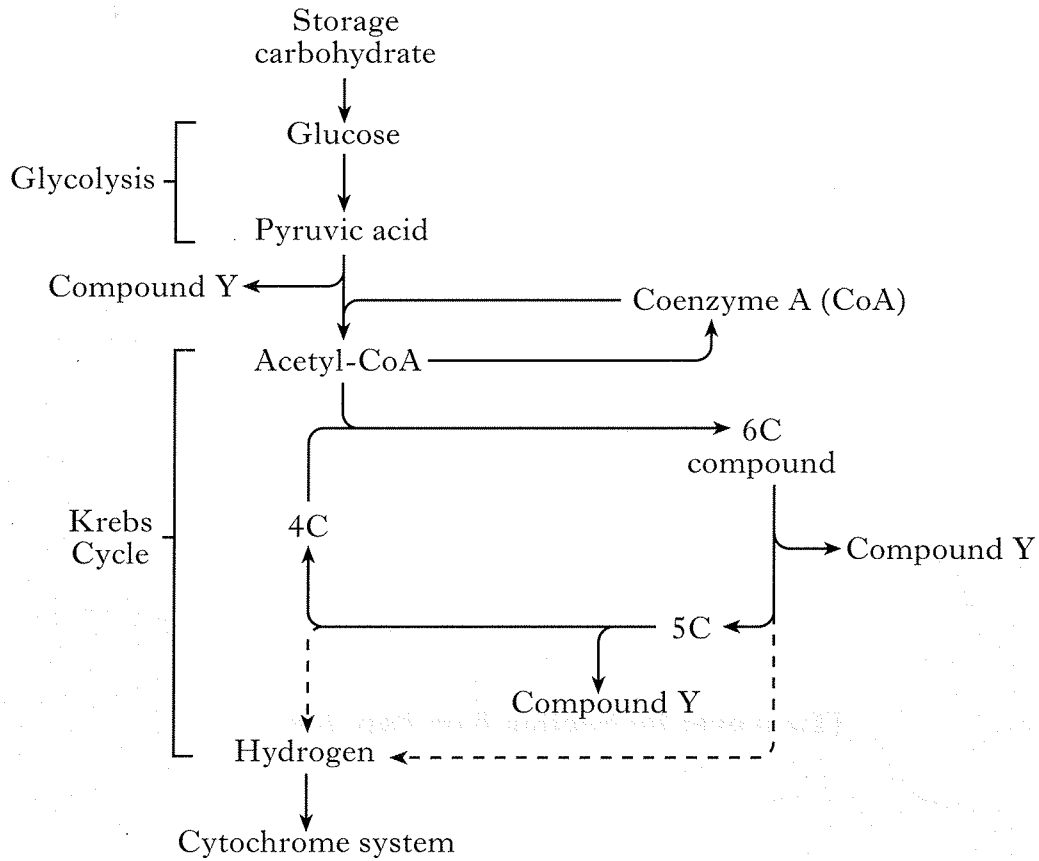 Storage
carbohydrate
Glucose
Glycolysis
Pyruvic acid
Compound Y
Coenzyme A (CoA)
Acetyl-CoA
6C
compound
4C
Krebs
Cycle
Compound Y
5C
Compound Y
Hydrogen
Cytochrome system